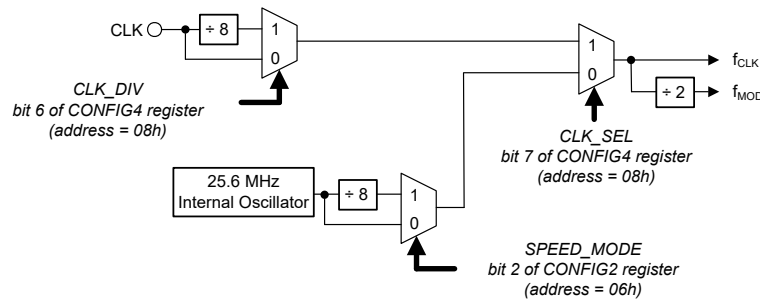 CLK
÷ 8
1
0
CLK_DIV
bit 6 of CONFIG4 register
(address = 08h)
1
0
f_CLK
÷ 2
f_MOD
CLK_SEL
bit 7 of CONFIG4 register
(address = 08h)
25.6 MHz
Internal Oscillator
÷ 8
1
0
SPEED_MODE
bit 2 of CONFIG2 register
(address = 06h)